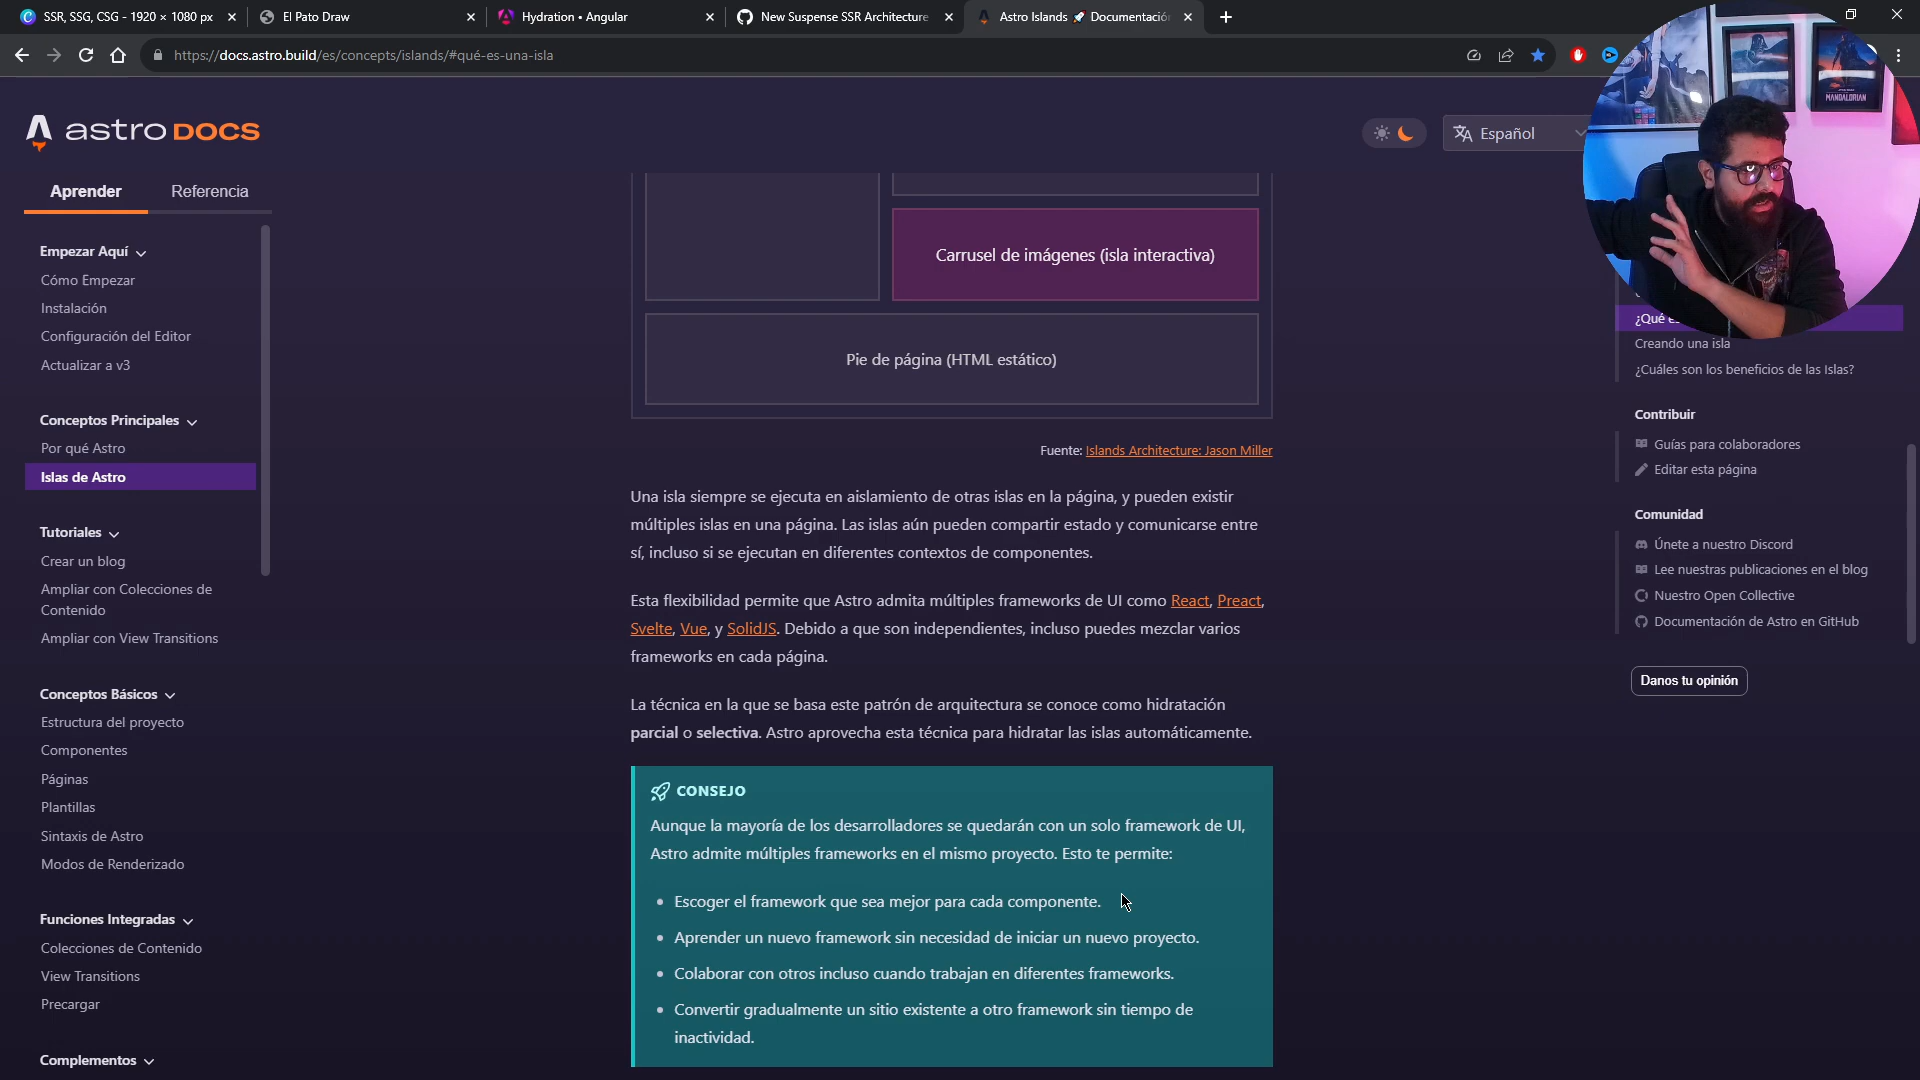 SSR, SSG, CSG - 1920 × 1080 px
El Pato Draw
Hydration • Angular
New Suspense SSR Architecture
Astro Islands 🚀 Documentación
https://docs.astro.build/es/concepts/islands/#qué-es-una-isla
MANDALORIAN
astro DOCS
Español
Aprender
Referencia
Empezar Aquí
Cómo Empezar
Instalación
Configuración del Editor
Actualizar a v3
Conceptos Principales
Por qué Astro
Islas de Astro
Tutoriales
Crear un blog
Ampliar con Colecciones de
Contenido
Ampliar con View Transitions
Conceptos Básicos
Estructura del proyecto
Componentes
Páginas
Plantillas
Sintaxis de Astro
Modos de Renderizado
Funciones Integradas
Colecciones de Contenido
View Transitions
Precargar
Complementos
Carrusel de imágenes (isla interactiva)
Pie de página (HTML estático)
Fuente: Islands Architecture: Jason Miller
Una isla siempre se ejecuta en aislamiento de otras islas en la página, y pueden existir
múltiples islas en una página. Las islas aún pueden compartir estado y comunicarse entre
sí, incluso si se ejecutan en diferentes contextos de componentes.
Esta flexibilidad permite que Astro admita múltiples frameworks de UI como React, Preact,
Svelte, Vue, y SolidJS. Debido a que son independientes, incluso puedes mezclar varios
frameworks en cada página.
La técnica en la que se basa este patrón de arquitectura se conoce como hidratación
parcial o selectiva. Astro aprovecha esta técnica para hidratar las islas automáticamente.
CONSEJO
Aunque la mayoría de los desarrolladores se quedarán con un solo framework de UI,
Astro admite múltiples frameworks en el mismo proyecto. Esto te permite:
• Escoger el framework que sea mejor para cada componente.
• Aprender un nuevo framework sin necesidad de iniciar un nuevo proyecto.
• Colaborar con otros incluso cuando trabajan en diferentes frameworks.
• Convertir gradualmente un sitio existente a otro framework sin tiempo de
inactividad.
¿Qué es
Creando una isla
¿Cuáles son los beneficios de las Islas?
Contribuir
Guías para colaboradores
Editar esta página
Comunidad
Únete a nuestro Discord
Lee nuestras publicaciones en el blog
Nuestro Open Collective
Documentación de Astro en GitHub
Danos tu opinión